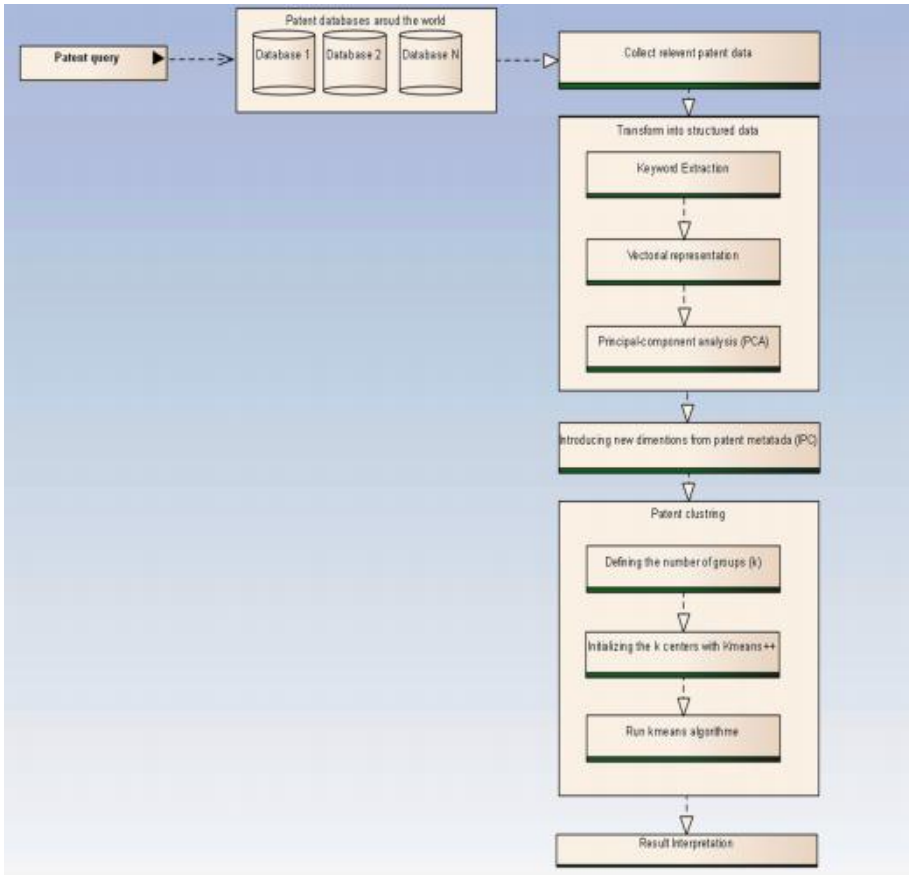 Patent databases aroud the world
Patent query
Database 1
Database 2
Database N
Collect relevent patent data
Transform into structured data
Keyword Extraction
Vectorial representation
Principal-component analysis (PCA)
Introducing new dimentions from patent metatada (IPC)
Patent clustring
Defining the number of groups (k)
Initializing the k centers with Kmeans++
Run kmeans algorithme
Result Interpretation